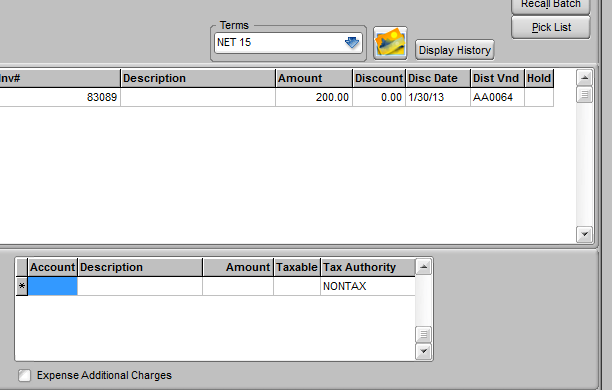 Recall Batch
Terms
NET 15
Display History
Pick List
Inv# Description Amount Discount Disc Date Dist Vnd Hold
83089 200.00 0.00 1/30/13 AA0064
Account Description Amount Taxable Tax Authority
* NONTAX
Expense Additional Charges